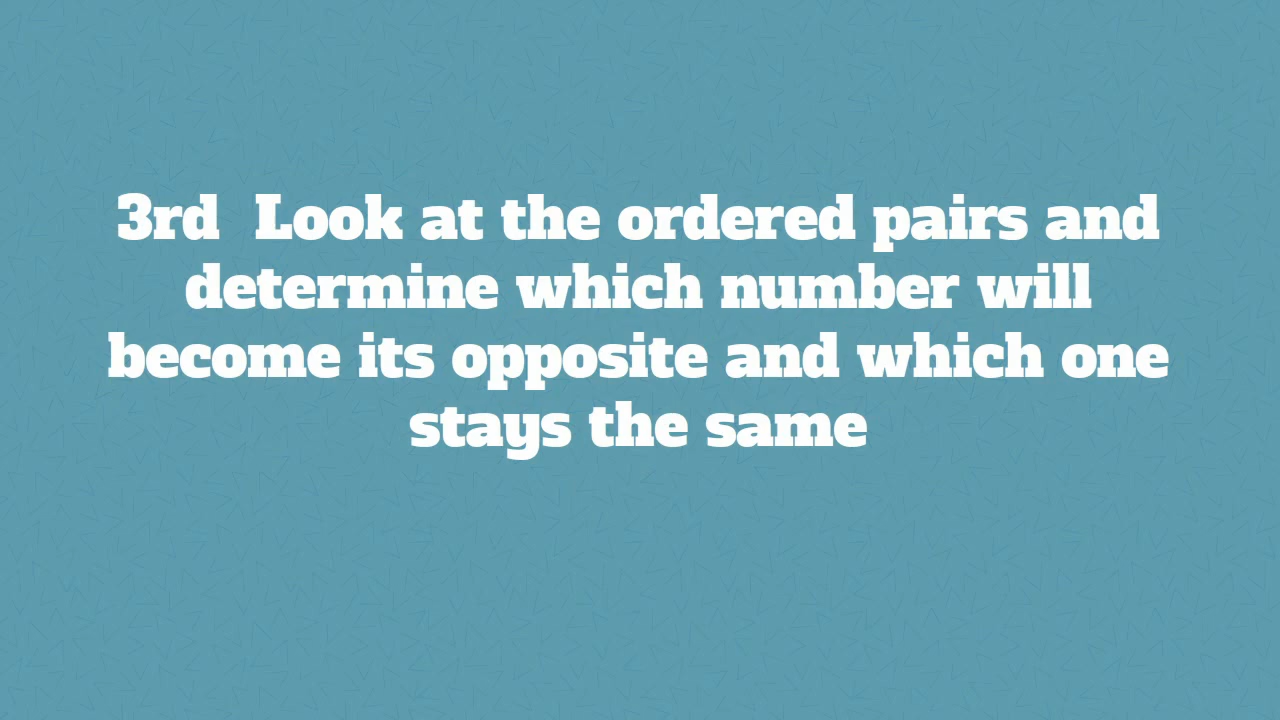 3rd  Look at the ordered pairs and
determine which number will
become its opposite and which one
stays the same